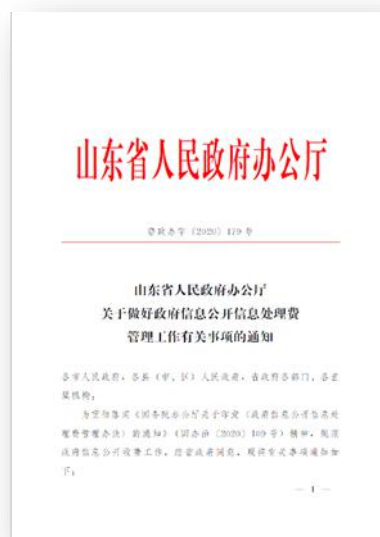 山东省人民政府办公厅
鲁政办字〔2020〕179号
山东省人民政府办公厅
关于做好政府信息公开信息处理费
管理工作有关事项的通知
各市人民政府，各县（市、区）人民政府，省政府各部门、各直
属机构：
为贯彻落实《国务院办公厅关于印发〈政府信息公开信息处
理费管理办法〉的通知》（国办函〔2020〕109号）精神，规范
政府信息公开收费工作，经省政府同意，现将有关事项通知如
下：
— 1 —